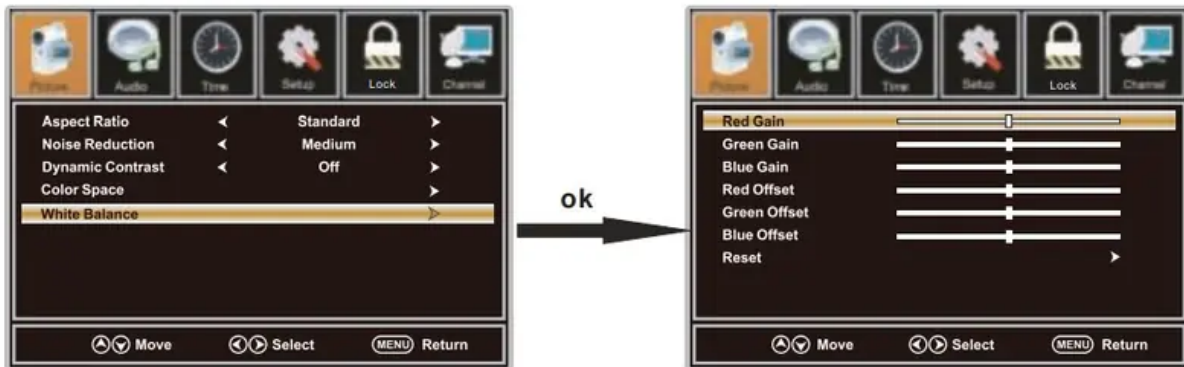 Picture Audio Time Setup Lock Channel
Aspect Ratio Standard
Noise Reduction Medium
Dynamic Contrast Off
Color Space
White Balance
MENU
Move Select Return
ok
Picture Audio Time Setup Lock Channel
Red Gain
Green Gain
Blue Gain
Red Offset
Green Offset
Blue Offset
Reset
Move Select MENU Return